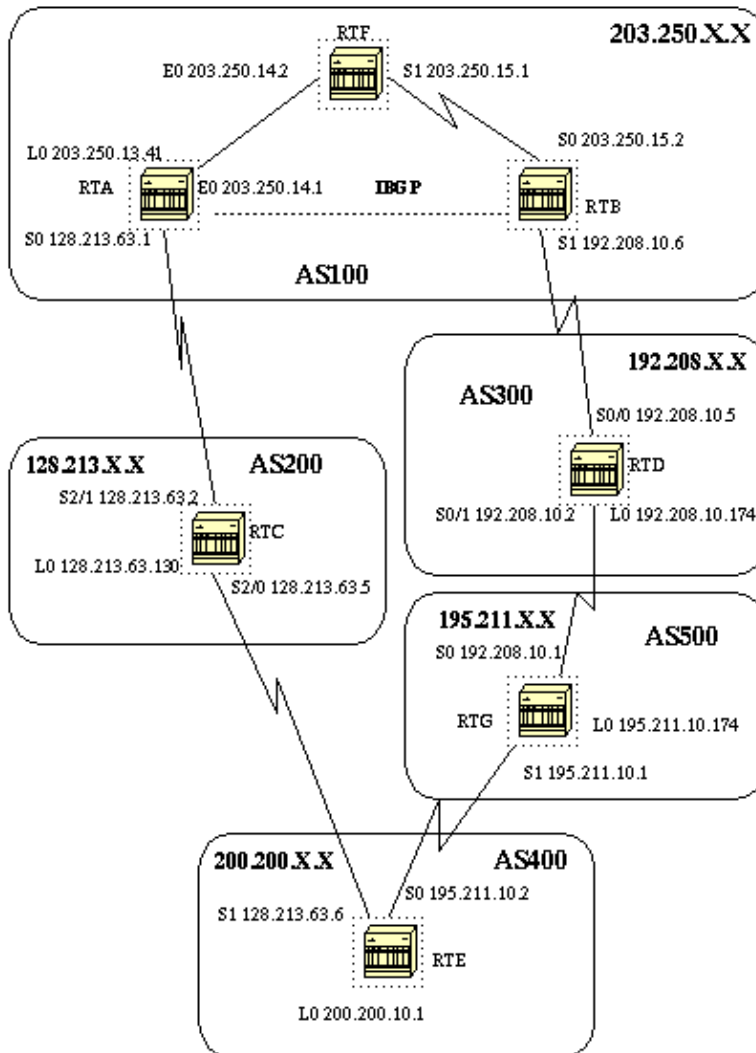 RTF
203.250.X.X
E0 203.250.14.2
S1 203.250.15.1
S0 203.250.15.2
L0 203.250.13.41
RTA
E0 203.250.14.1
IBGP
RTB
S0 128.213.63.1
S1 192.208.10.6
AS100
192.208.X.X
AS300
S0/0 192.208.10.5
RTD
S0/1 192.208.10.2
L0 192.208.10.174
128.213.X.X
AS200
S2/1 128.213.63.2
RTC
L0 128.213.63.130
S2/0 128.213.63.5
195.211.X.X
AS500
S0 192.208.10.1
RTG
L0 195.211.10.174
S1 195.211.10.1
200.200.X.X
AS400
S0 195.211.10.2
S1 128.213.63.6
RTE
L0 200.200.10.1